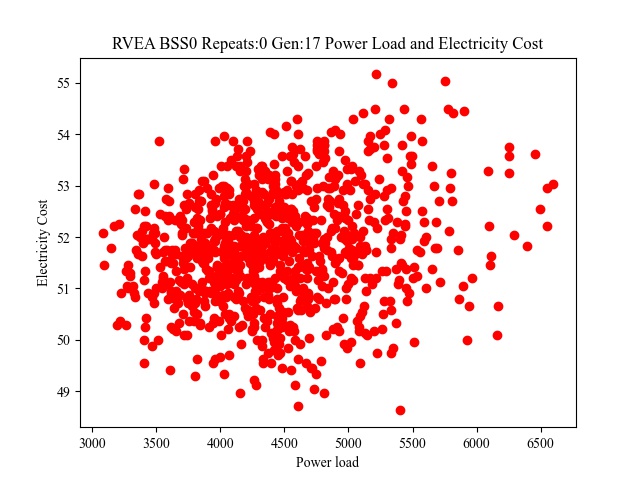 RVEA BSS0 Repeats:0 Gen:17 Power Load and Electricity Cost
55
54
53
52
51
50
49
Electricity Cost
3000 3500 4000 4500 5000 5500 6000 6500
Power load